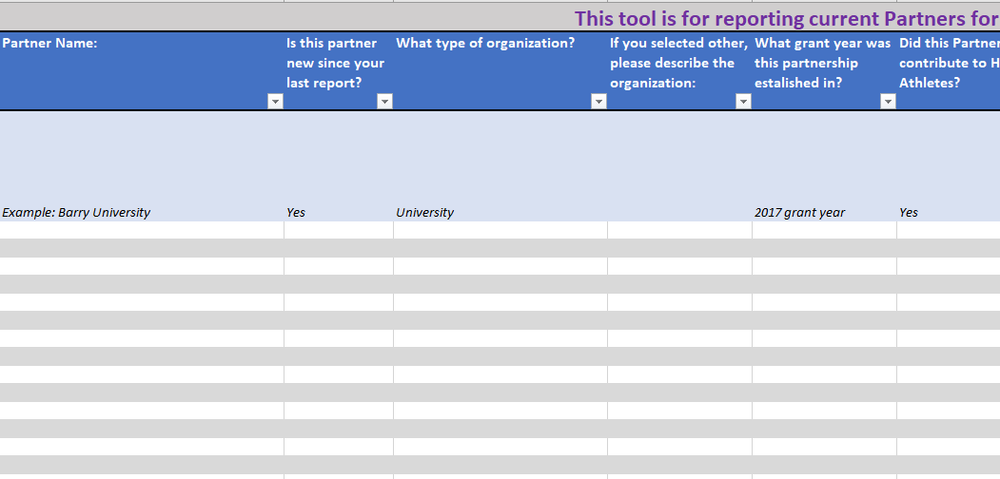 This tool is for reporting current Partners for
Partner Name:
Is this partner
new since your
last report?
What type of organization?
If you selected other,
please describe the
organization:
What grant year was
this partnership
estalished in?
Did this Partner
contribute to H
Athletes?
Example: Barry University
Yes
University
2017 grant year
Yes